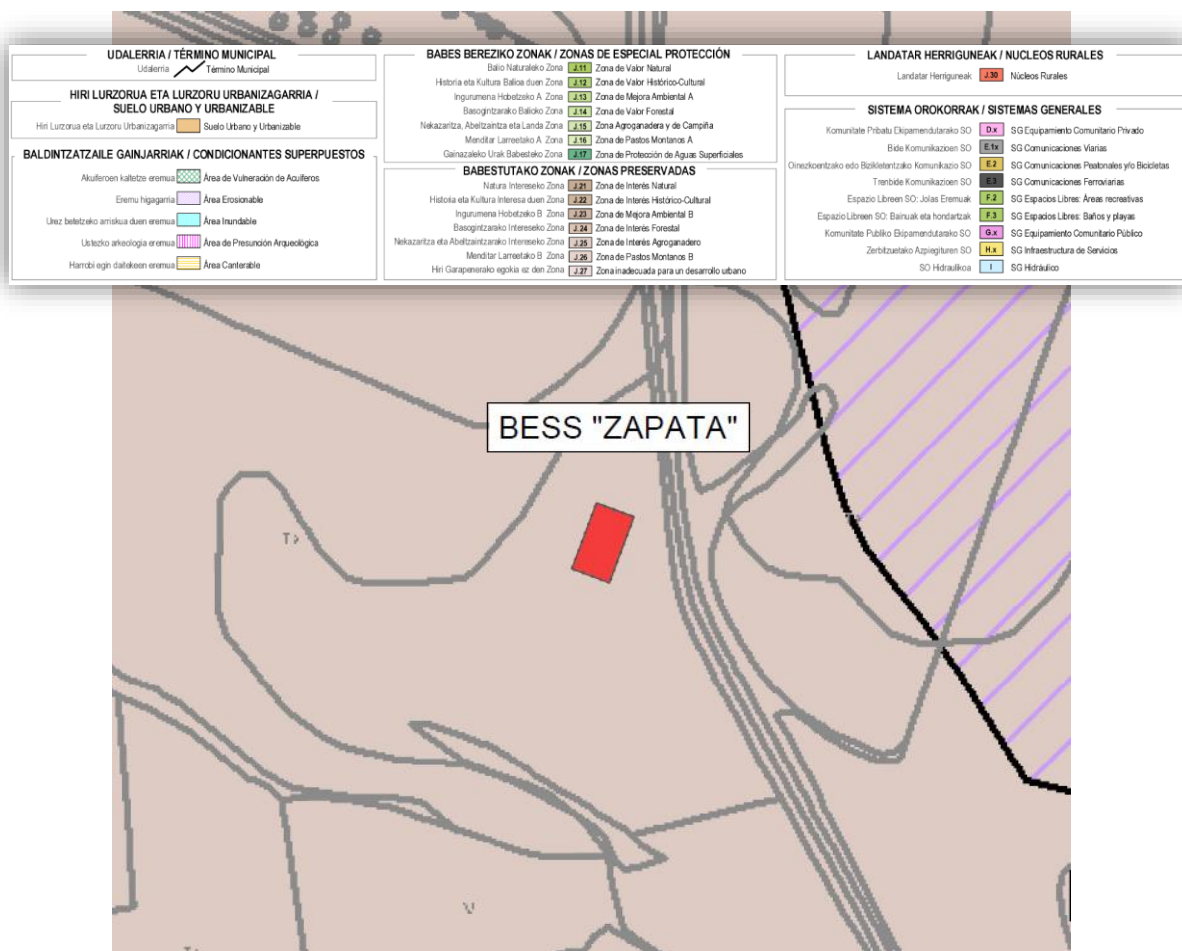 UDALERRIA / TÉRMINO MUNICIPAL
Udalerria Término Municipal
HIRI LURZORUA ETA LURZORU URBANIZAGARRIA /
SUELO URBANO Y URBANIZABLE
Hiri Lurzorua eta Lurzoru Urbanizagarria Suelo Urbano y Urbanizable
BALDINTZATZAILE GAINJARRIAK / CONDICIONANTES SUPERPUESTOS
Akuiferoen kaltetze eremua Área de Vulneración de Acuíferos
Eremu higagarria Área Erosionable
Urez betetzeko arriskua duen eremua Área Inundable
Ustezko arkeologia eremua Área de Presunción Arqueológica
Harrobi egin daitekeen eremua Área Canterable
BABES BEREZIKO ZONAK / ZONAS DE ESPECIAL PROTECCIÓN
Balio Naturaleko Zona J.11 Zona de Valor Natural
Historia eta Kultura Balioa duen Zona J.12 Zona de Valor Histórico-Cultural
Ingurumena Hobetzeko A Zona J.13 Zona de Mejora Ambiental A
Basogintzarako Balioko Zona J.14 Zona de Valor Forestal
Nekazaritza, Abeltzaintza eta Landa Zona J.15 Zona Agroganadera y de Campiña
Menditar Larreetako A Zona J.16 Zona de Pastos Montanos A
Gainazaleko Urak Babesteko Zona J.17 Zona de Protección de Aguas Superficiales
BABESTUTAKO ZONAK / ZONAS PRESERVADAS
Natura Intereseko Zona J.21 Zona de Interés Natural
Historia eta Kultura Interesa duen Zona J.22 Zona de Interés Histórico-Cultural
Ingurumena Hobetzeko B Zona J.23 Zona de Mejora Ambiental B
Basogintzarako Intereseko Zona J.24 Zona de Interés Forestal
Nekazaritza eta Abeltzaintzarako Intereseko Zona J.25 Zona de Interés Agroganadero
Menditar Larreetako B Zona J.26 Zona de Pastos Montanos B
Hiri Garapenerako egokia ez den Zona J.27 Zona inadecuada para un desarrollo urbano
LANDATAR HERRIGUNEAK / NUCLEOS RURALES
Landatar Herriguneak J.30 Núcleos Rurales
SISTEMA OROKORRAK / SISTEMAS GENERALES
Komunitate Pribatu Ekipamendutarako SO D.x SG Equipamiento Comunitario Privado
Bide Komunikazioen SO E.1x SG Comunicaciones Viarias
Oinezkoentzako edo Bizikletentzako Komunikazio SO E.2 SG Comunicaciones Peatonales y/o Bicicletas
Trenbide Komunikazioen SO E.3 SG Comunicaciones Ferroviarias
Espazio Libreen SO: Jolas Eremuak F.2 SG Espacios Libres: Áreas recreativas
Espazio Libreen SO: Bainuak eta hondartzak F.3 SG Espacios Libres: Baños y playas
Komunitate Publiko Ekipamendutarako SO G.x SG Equipamiento Comunitario Público
Zerbitzuetako Azpiegituren SO H.x SG Infraestructura de Servicios
SO Hidraulikoa I SG Hidráulico
BESS "ZAPATA"